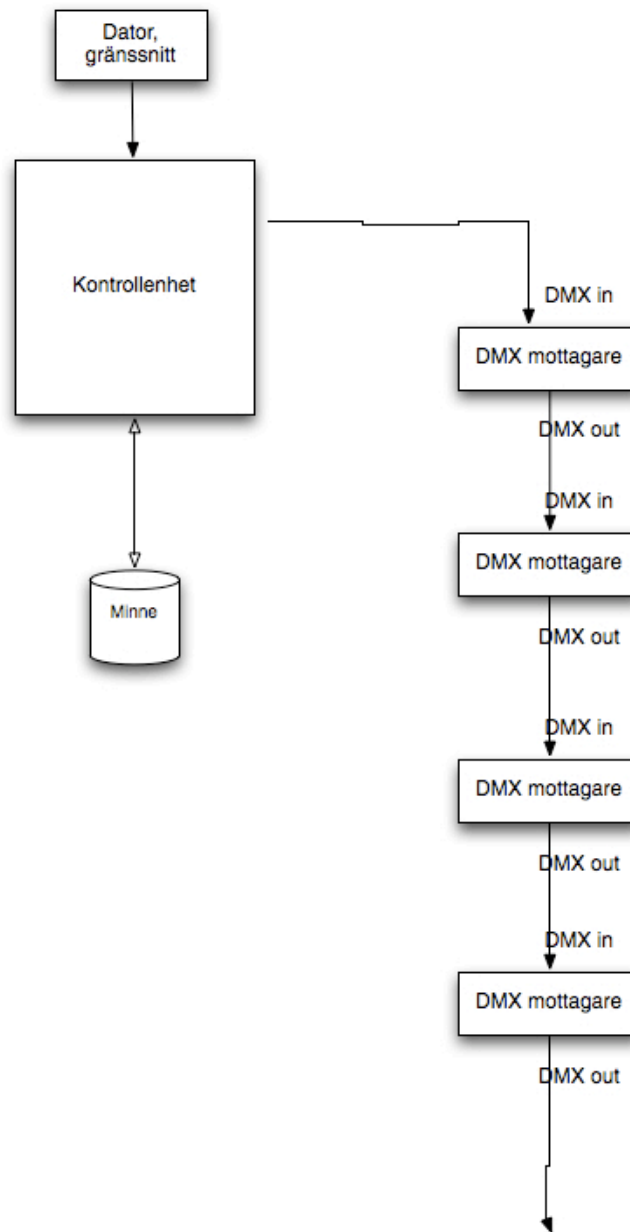 Dator,
gränssnitt
Kontrollenhet
Minne
DMX in
DMX mottagare
DMX out
DMX in
DMX mottagare
DMX out
DMX in
DMX mottagare
DMX out
DMX in
DMX mottagare
DMX out